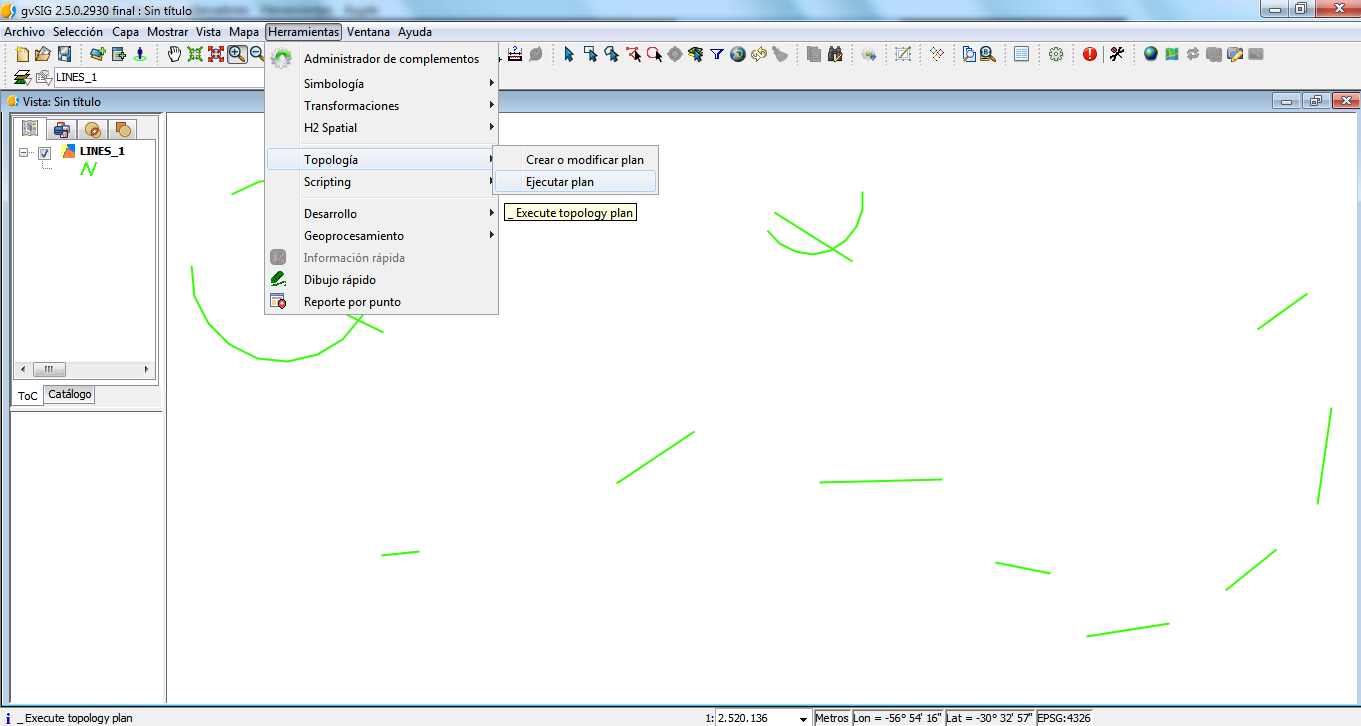 gvSIG 2.5.0.2930 final : Sin título
Archivo Selección Capa Mostrar Vista Mapa Herramientas Ventana Ayuda
LINES_1
Administrador de complementos
Simbología
Transformaciones
H2 Spatial
Topología
Scripting
Desarrollo
Geoprocesamiento
Información rápida
Dibujo rápido
Reporte por punto
Crear o modificar plan
Ejecutar plan
_Execute topology plan
Vista: Sin título
LINES_1
ToC Catálogo
_Execute topology plan
1: 2.520.136 Metros Lon = -56° 54' 16" Lat = -30° 32' 57" EPSG:4326